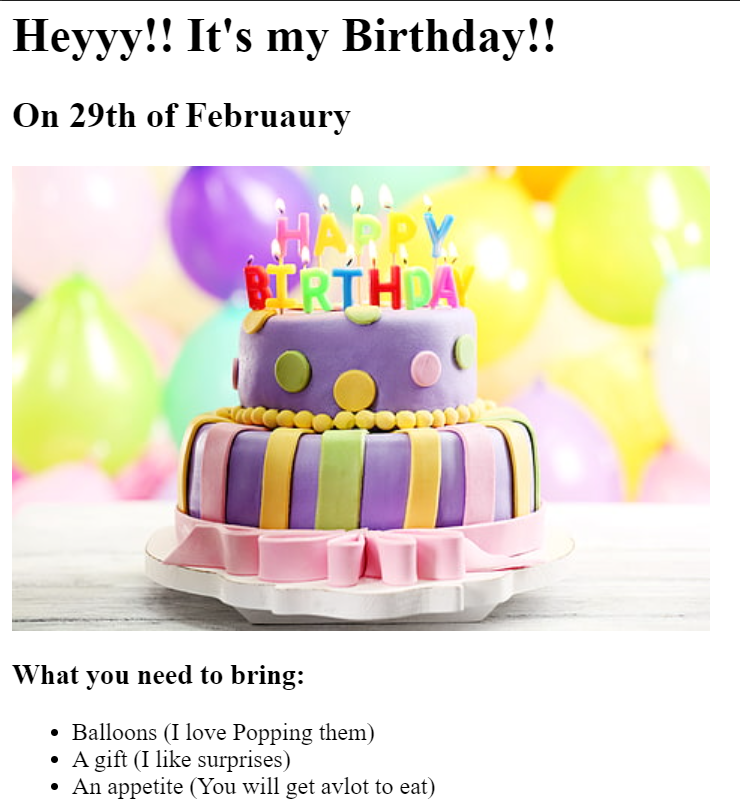 Heyyy!! It's my Birthday!!
On 29th of Februaury
HAPPY
BIRTHDAY
What you need to bring:
Balloons (I love Popping them)
A gift (I like surprises)
An appetite (You will get avlot to eat)